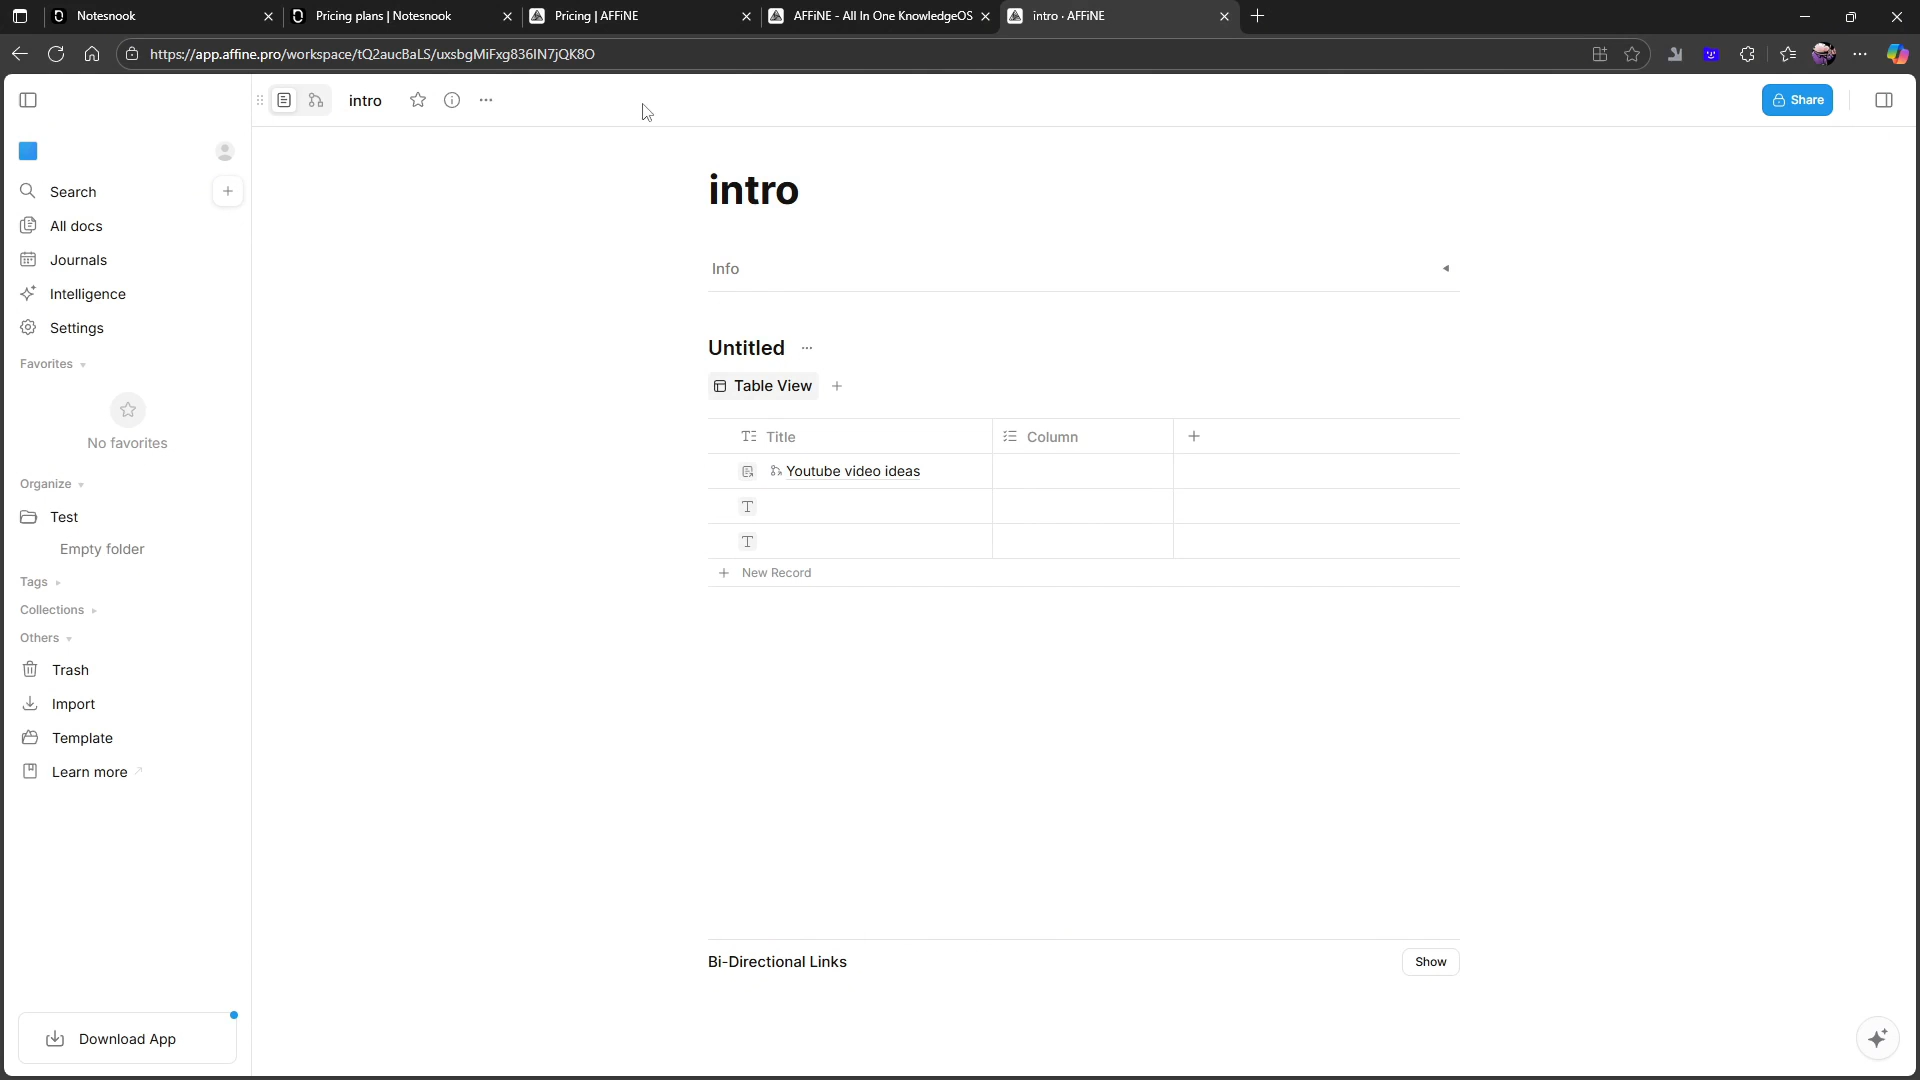 Notesnook
Pricing plans | Notesnook
Pricing | AFFiNE
AFFiNE - All In One KnowledgeOS
intro · AFFiNE
https://app.affine.pro/workspace/tQ2aucBaLS/uxsbgMiFxg836IN7jQK8O
intro
Share
Search
All docs
Journals
Intelligence
Settings
Favorites
No favorites
Organize
Test
Empty folder
Tags
Collections
Others
Trash
Import
Template
Learn more
Download App
intro
Info
Untitled
Table View
Title
Column
Youtube video ideas
New Record
Bi-Directional Links
Show